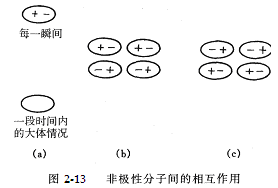 + −
每一瞬间
+ − + −
− + − +
− + − +
+ − + −
一段时间内
的大体情况
(a) (b) (c)
图 2-13 非极性分子间的相互作用